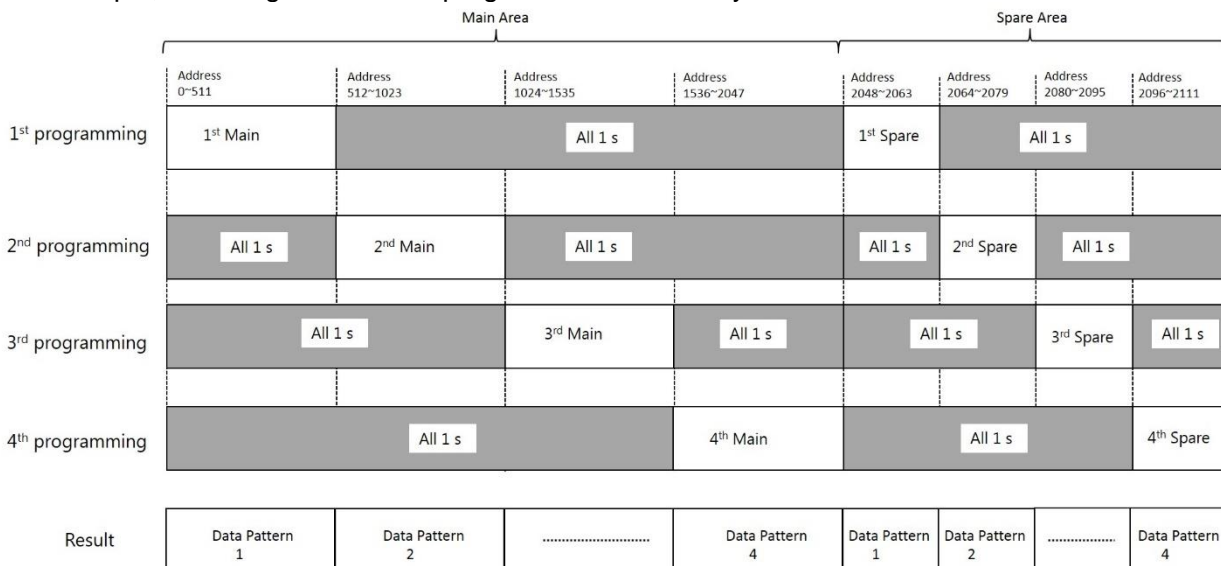 Main Area
Spare Area
Address
0~511
Address
512~1023
Address
1024~1535
Address
1536~2047
Address
2048~2063
Address
2064~2079
Address
2080~2095
Address
2096~2111
1st programming
1st Main
All 1 s
1st Spare
All 1 s
2nd programming
All 1 s
2nd Main
All 1 s
All 1 s
2nd Spare
All 1 s
3rd programming
All 1 s
3rd Main
All 1 s
All 1 s
3rd Spare
All 1 s
4th programming
All 1 s
4th Main
All 1 s
4th Spare
Result
Data Pattern
1
Data Pattern
2
............................
Data Pattern
4
Data Pattern
1
Data Pattern
2
..................
Data Pattern
4